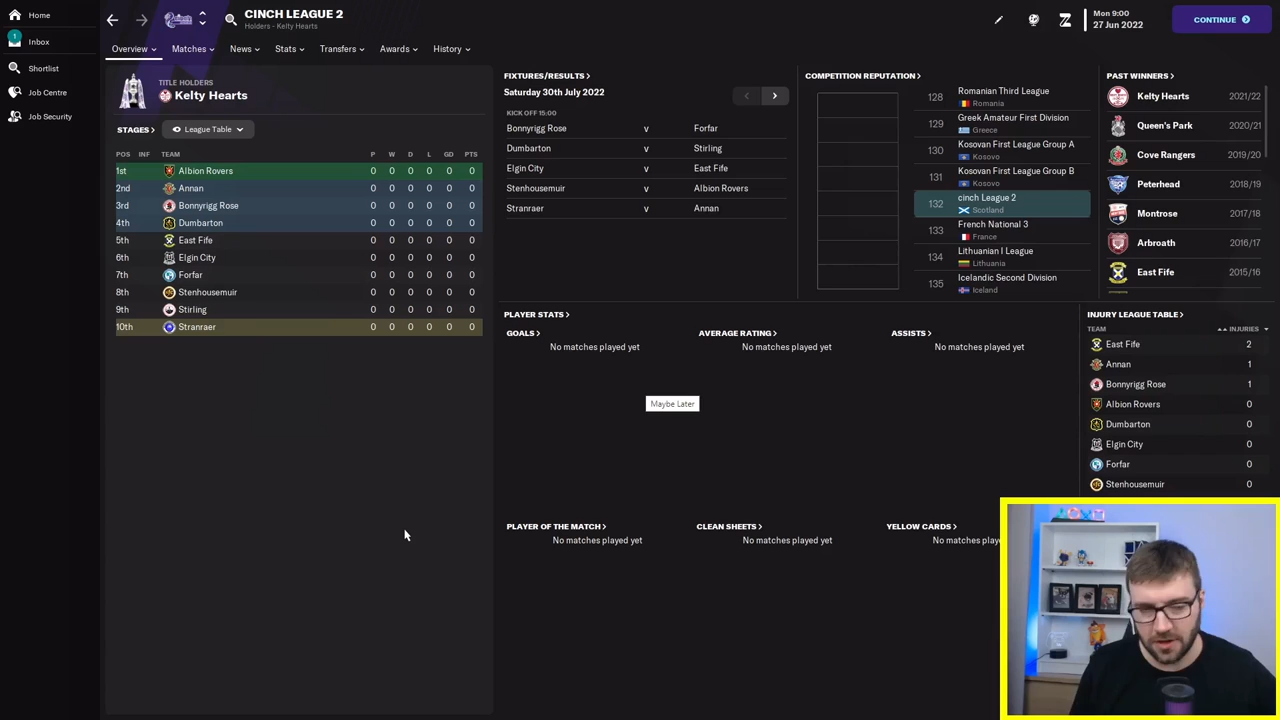 Home
Inbox
1
Shortlist
Job Centre
Job Security
CINCH LEAGUE 2
Holders - Kelty Hearts
Mon 9:00
27 Jun 2022
CONTINUE
Overview
Matches
News
Stats
Transfers
Awards
History
TITLE HOLDERS
Kelty Hearts
STAGES
League Table
POS INF TEAM P W D L GD PTS
1st Albion Rovers 0 0 0 0 0 0
2nd Annan 0 0 0 0 0 0
3rd Bonnyrigg Rose 0 0 0 0 0 0
4th Dumbarton 0 0 0 0 0 0
5th East Fife 0 0 0 0 0 0
6th Elgin City 0 0 0 0 0 0
7th Forfar 0 0 0 0 0 0
8th Stenhousemuir 0 0 0 0 0 0
9th Stirling 0 0 0 0 0 0
10th Stranraer 0 0 0 0 0 0
FIXTURES/RESULTS
Saturday 30th July 2022
KICK OFF 15:00
Bonnyrigg Rose v Forfar
Dumbarton v Stirling
Elgin City v East Fife
Stenhousemuir v Albion Rovers
Stranraer v Annan
COMPETITION REPUTATION
128 Romanian Third League
Romania
129 Greek Amateur First Division
Greece
130 Kosovan First League Group A
Kosovo
131 Kosovan First League Group B
Kosovo
132 cinch League 2
Scotland
133 French National 3
France
134 Lithuanian I League
Lithuania
135 Icelandic Second Division
Iceland
PAST WINNERS
Kelty Hearts 2021/22
Queen's Park 2020/21
Cove Rangers 2019/20
Peterhead 2018/19
Montrose 2017/18
Arbroath 2016/17
East Fife 2015/16
PLAYER STATS
GOALS
No matches played yet
AVERAGE RATING
No matches played yet
ASSISTS
No matches played yet
Maybe Later
PLAYER OF THE MATCH
No matches played yet
CLEAN SHEETS
No matches played yet
YELLOW CARDS
No matches played yet
INJURY LEAGUE TABLE
TEAM INJURIES
East Fife 2
Annan 1
Bonnyrigg Rose 1
Albion Rovers 0
Dumbarton 0
Elgin City 0
Forfar 0
Stenhousemuir 0